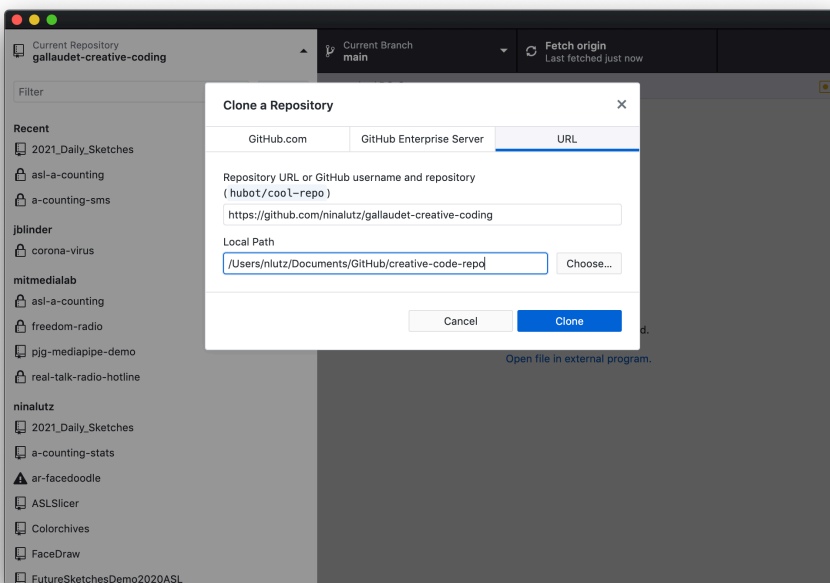 Current Repository
gallaudet-creative-coding
Current Branch
main
Fetch origin
Last fetched just now
Filter
Recent
2021_Daily_Sketches
asl-a-counting
a-counting-sms
jblinder
corona-virus
mitmedialab
asl-a-counting
freedom-radio
pjg-mediapipe-demo
real-talk-radio-hotline
ninalutz
2021_Daily_Sketches
a-counting-stats
ar-facedoodle
ASLSlicer
Colorchives
FaceDraw
FutureSketchesDemo2020ASL
Clone a Repository
GitHub.com
GitHub Enterprise Server
URL
Repository URL or GitHub username and repository
(hubot/cool-repo)
https://github.com/ninalutz/gallaudet-creative-coding
Local Path
/Users/nlutz/Documents/GitHub/creative-code-repo
Choose...
Cancel
Clone
d.
Open file in external program.